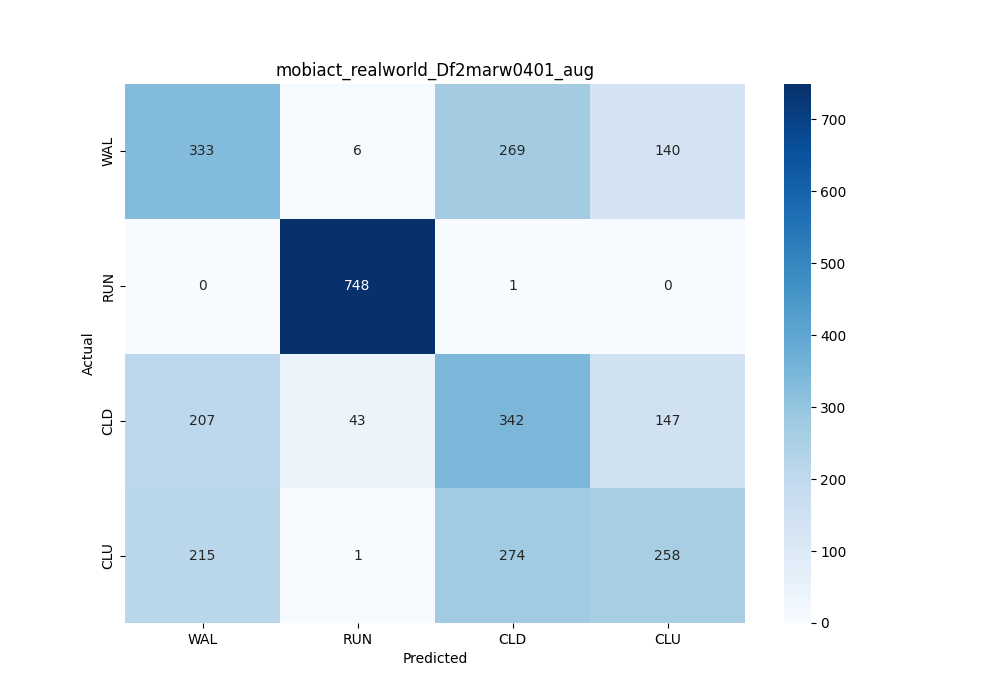 mobiact_realworld_Df2marw0401_aug
WAL 333 6 269 140
RUN 0 748 1 0
CLD 207 43 342 147
CLU 215 1 274 258
WAL RUN CLD CLU
Predicted
Actual
700
600
500
400
300
200
100
0